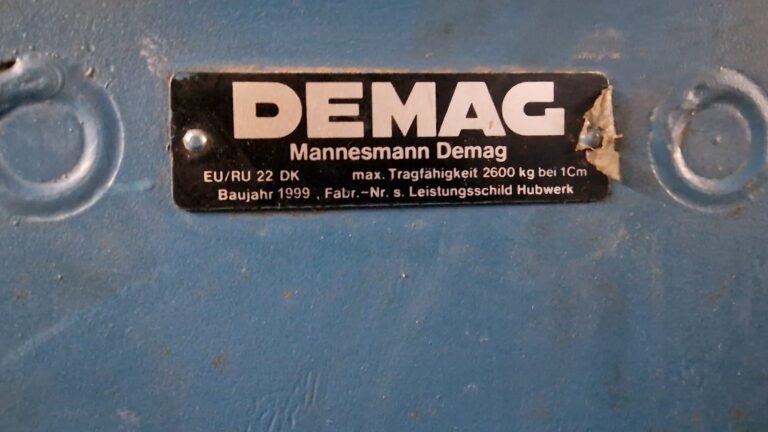 DEMAG
Mannesmann Demag
EU/RU 22 DK max. Tragfähigkeit 2600 kg bei 1Cm
Baujahr 1999 , Fabr.-Nr. s. Leistungsschild Hubwerk